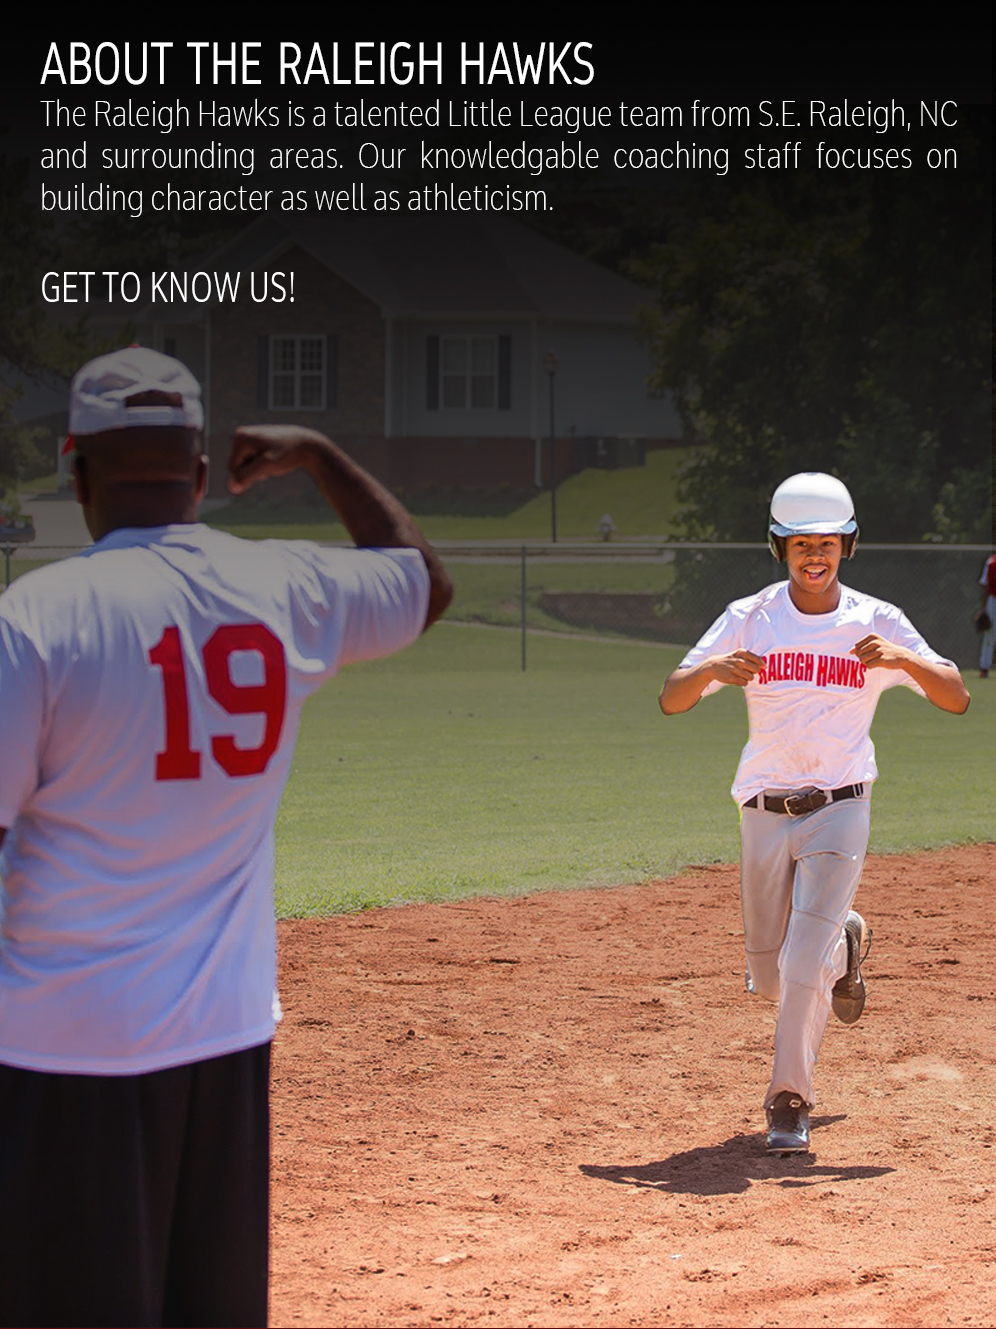 ABOUT THE RALEIGH HAWKS
The Raleigh Hawks is a talented Little League team from S.E. Raleigh, NC
and surrounding areas. Our knowledgable coaching staff focuses on
building character as well as athleticism.
GET TO KNOW US!
19
RALEIGH HAWKS